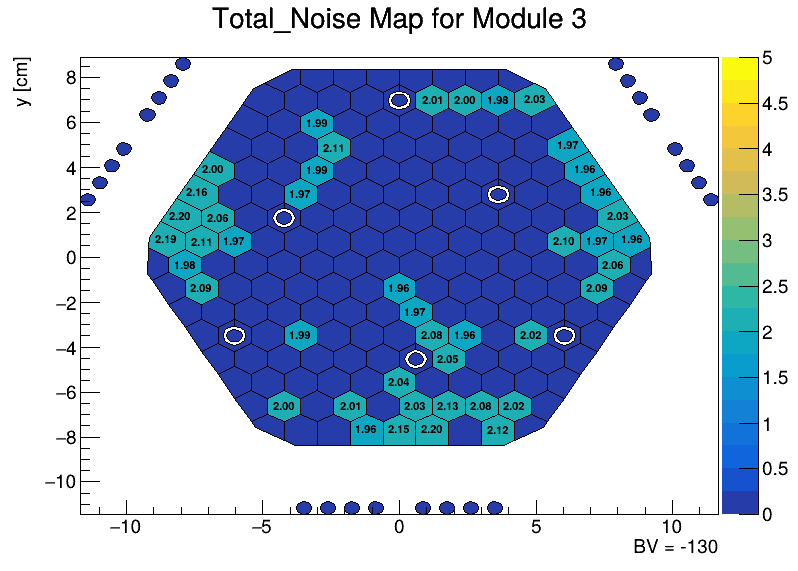 Total_Noise Map for Module 3
y [cm]
8
6
4
2
0
−2
−4
−6
−8
−10
2.01 2.00 1.98 2.03
1.99
2.11 1.97
2.00 1.99 1.96
2.16 1.97 1.96
2.20 2.06 2.03
2.19 2.11 1.97 2.10 1.97 1.96
1.98 2.06
2.09 1.96 2.09
1.97
1.99 2.08 1.96 2.02
2.05
2.04
2.00 2.01 2.03 2.13 2.08 2.02
1.96 2.15 2.20 2.12
5
4.5
4
3.5
3
2.5
2
1.5
1
0.5
0
−10 −5 0 5 10
BV = -130